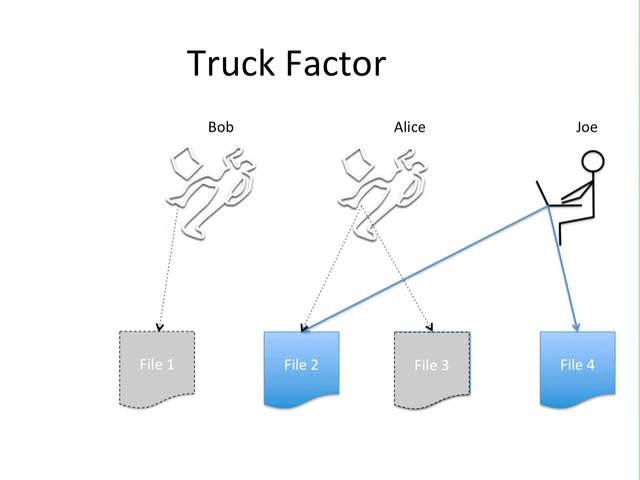 Truck Factor
Bob
Alice
Joe
File 1
File 2
File 3
File 4